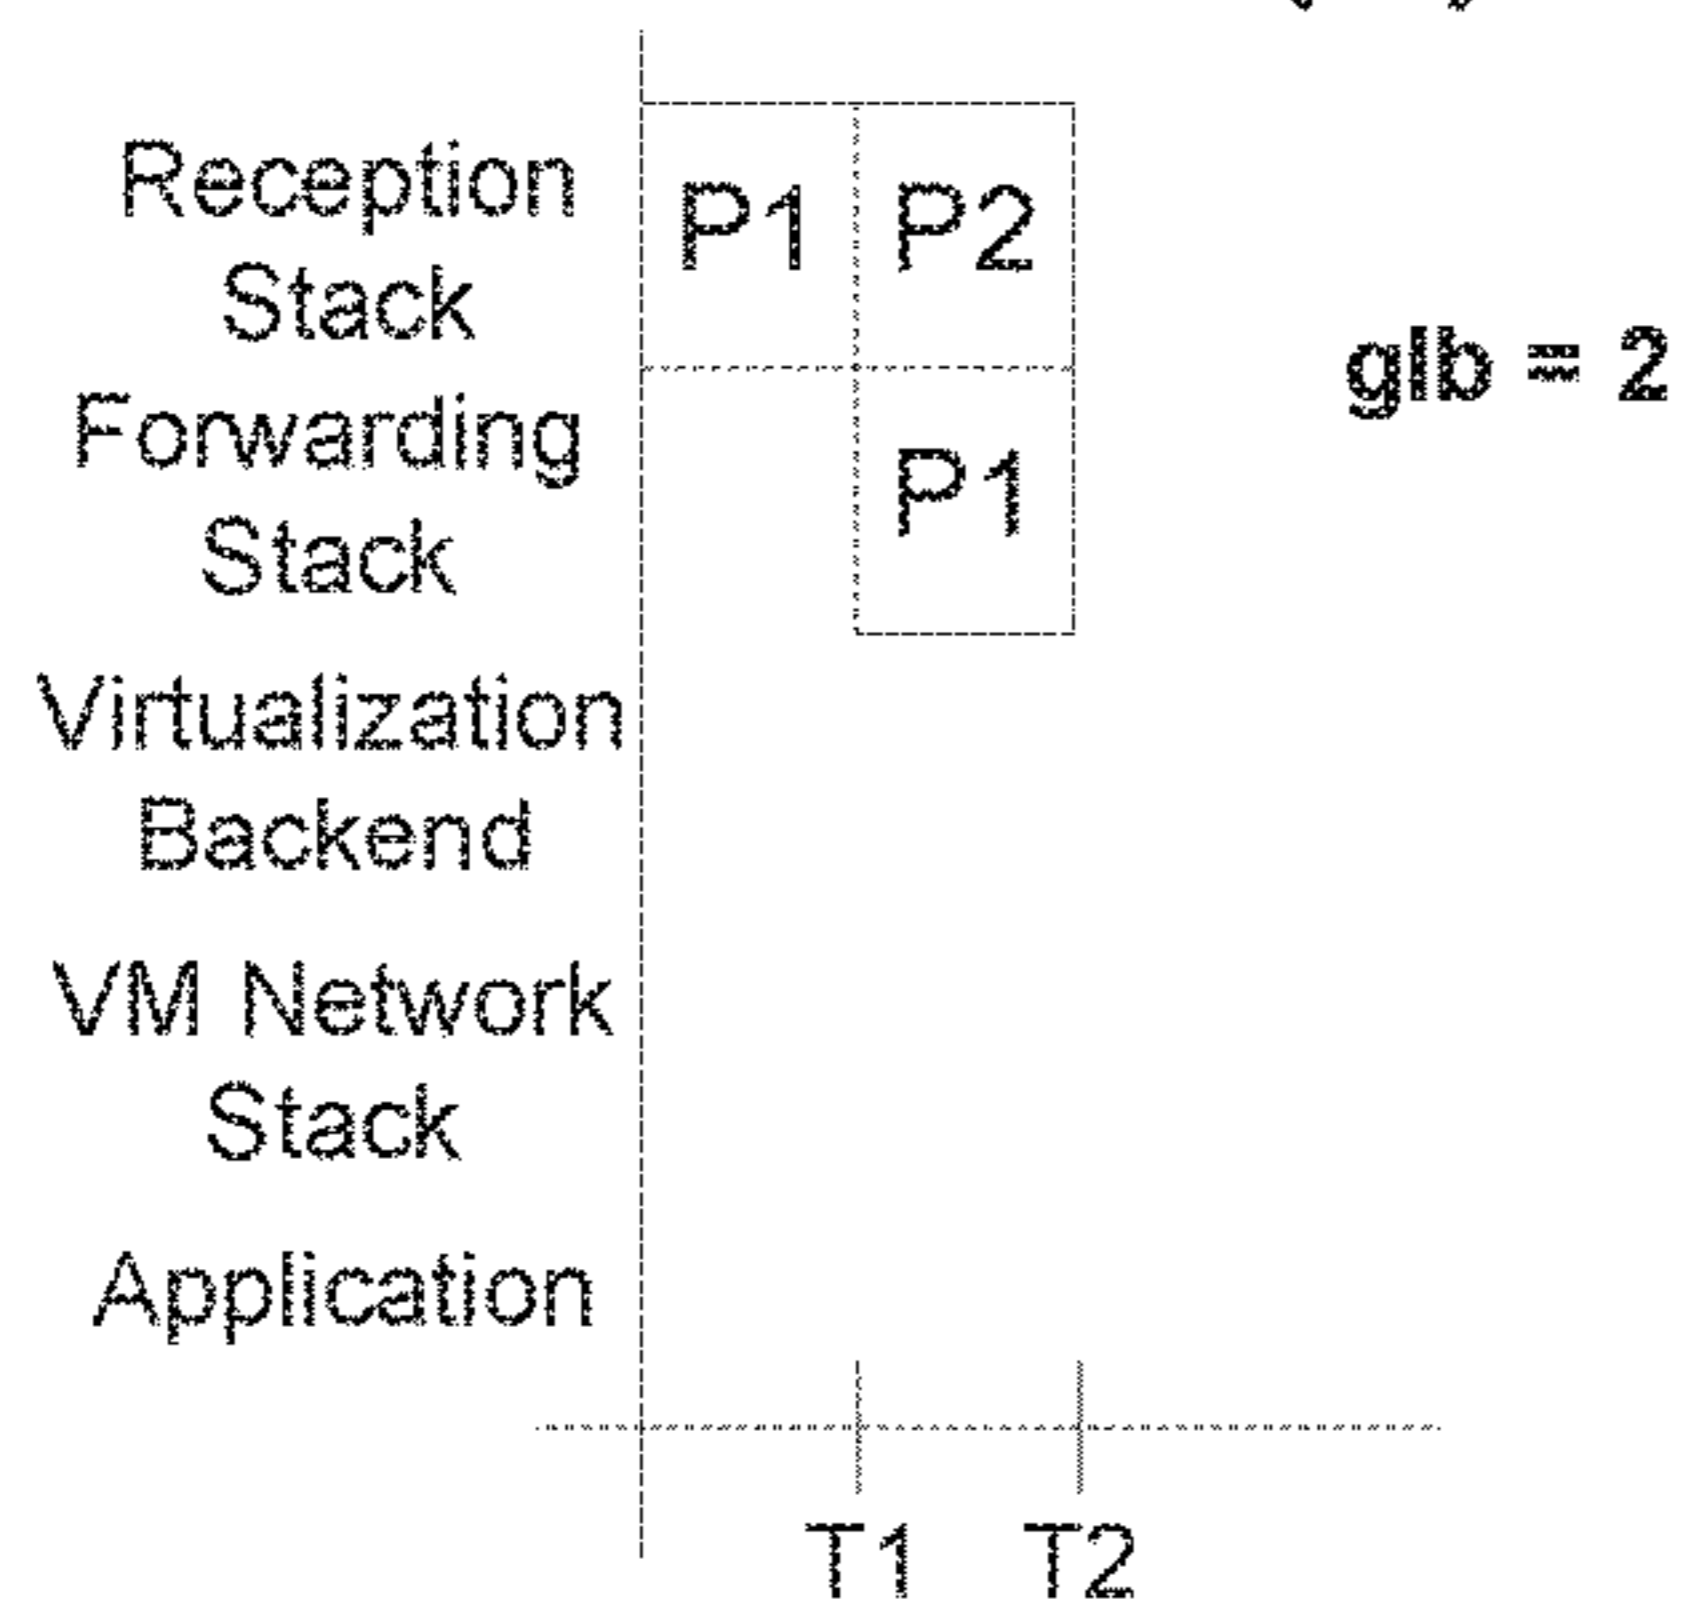 Reception
Stack
P1
P2
glb = 2
Forwarding
Stack
P1
Virtualization
Backend
VM Network
Stack
Application
T1
T2